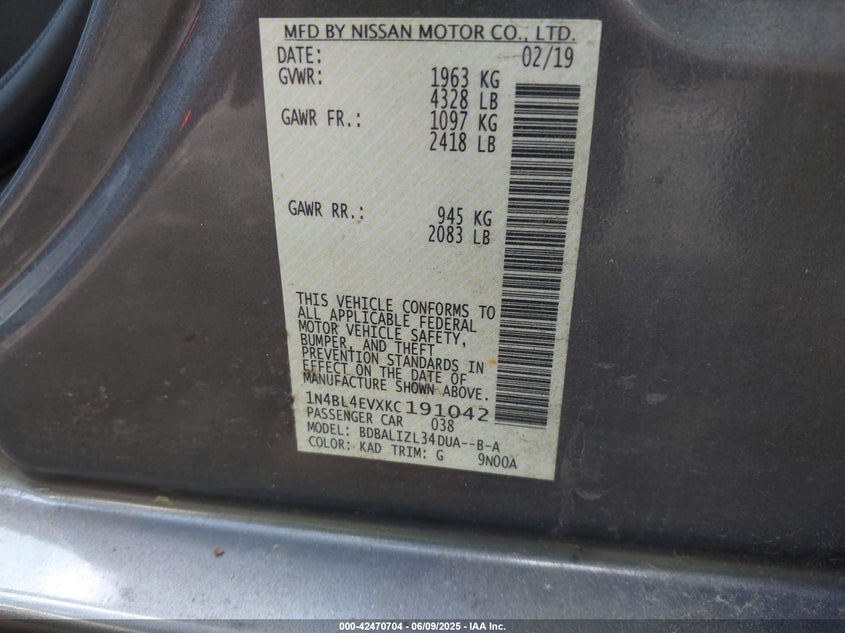 MFD BY NISSAN MOTOR CO., LTD.
DATE: 02/19
GVWR: 1963 KG
4328 LB
GAWR FR.: 1097 KG
2418 LB
GAWR RR.: 945 KG
2083 LB
THIS VEHICLE CONFORMS TO
ALL APPLICABLE FEDERAL
MOTOR VEHICLE SAFETY,
BUMPER, AND THEFT
PREVENTION STANDARDS IN
EFFECT ON THE DATE OF
MANUFACTURE SHOWN ABOVE.
1N4BL4EVXKC191042
PASSENGER CAR 038
MODEL: BDBALIZL34DUA--B-A
COLOR: KAD TRIM: G 9N00A
000-42470704 - 06/09/2025 - IAA Inc.